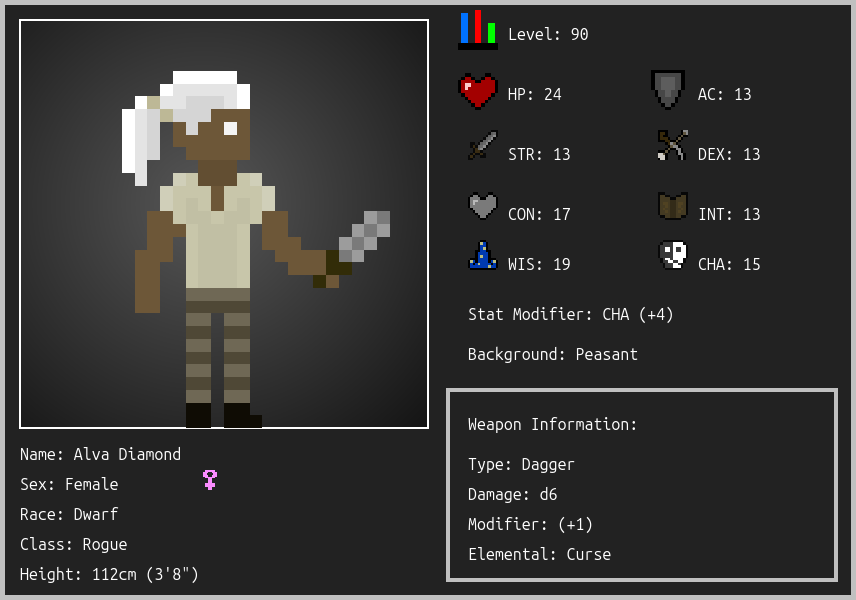 Level: 90
HP: 24
AC: 13
STR: 13
DEX: 13
CON: 17
INT: 13
WIS: 19
CHA: 15
Stat Modifier: CHA (+4)
Background: Peasant
Weapon Information:
Type: Dagger
Damage: d6
Modifier: (+1)
Elemental: Curse
Name: Alva Diamond
Sex: Female
Race: Dwarf
Class: Rogue
Height: 112cm (3'8")